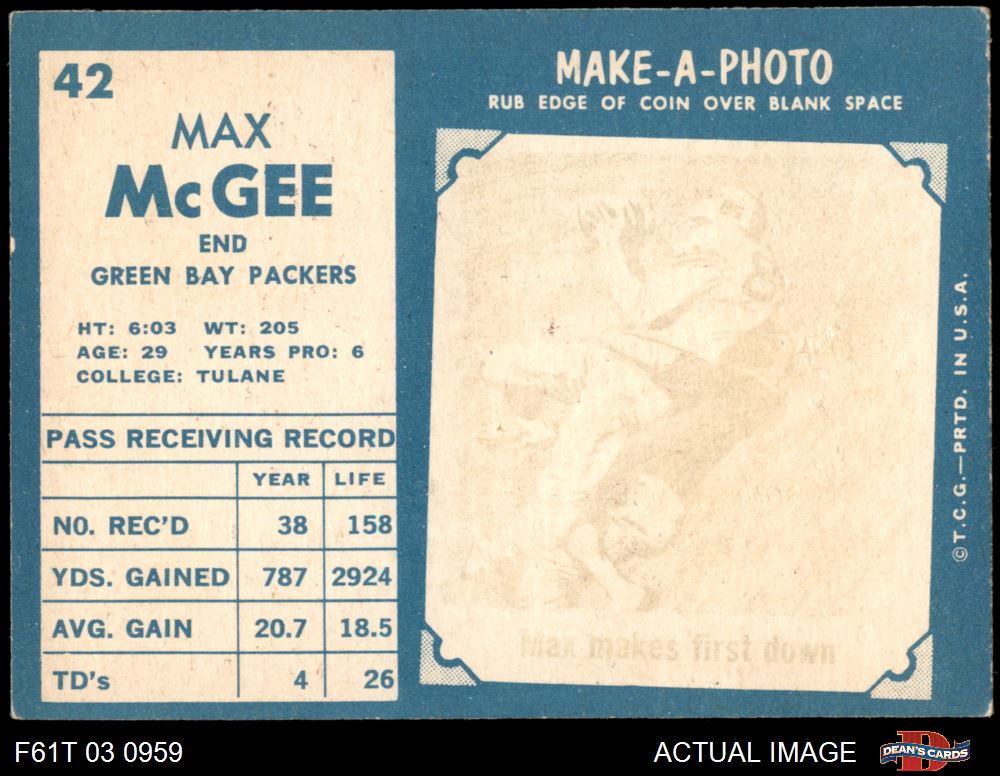 42
MAX
McGEE
END
GREEN BAY PACKERS
HT: 6:03 WT: 205
AGE: 29 YEARS PRO: 6
COLLEGE: TULANE
PASS RECEIVING RECORD
YEAR LIFE
NO. REC'D 38 158
YDS. GAINED 787 2924
AVG. GAIN 20.7 18.5
TD's 4 26
MAKE-A-PHOTO
RUB EDGE OF COIN OVER BLANK SPACE
Max makes first down
©T.C.G.—PRTD. IN U.S.A.
F61T 03 0959
ACTUAL IMAGE
DEAN'S CARDS